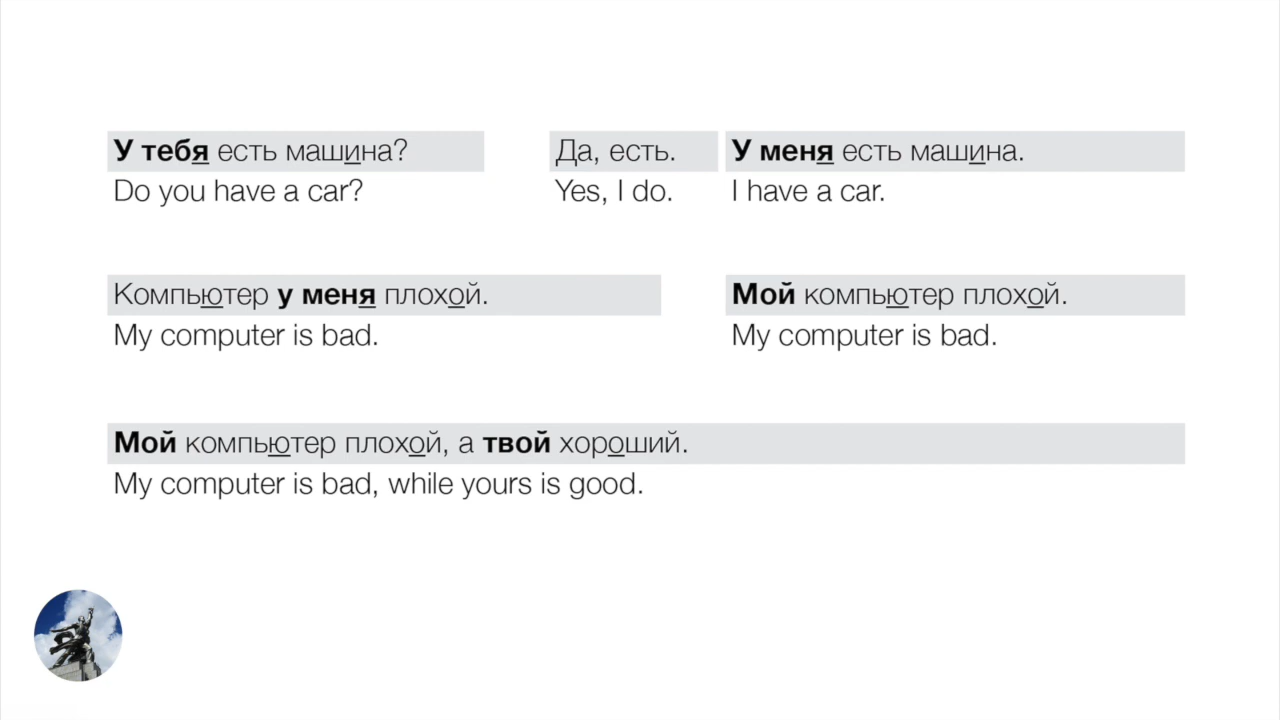 У тебя есть машина? Да, есть. У меня есть машина.
Do you have a car? Yes, I do. I have a car.
Компьютер у меня плохой. Мой компьютер плохой.
My computer is bad. My computer is bad.
Мой компьютер плохой, а твой хороший.
My computer is bad, while yours is good.